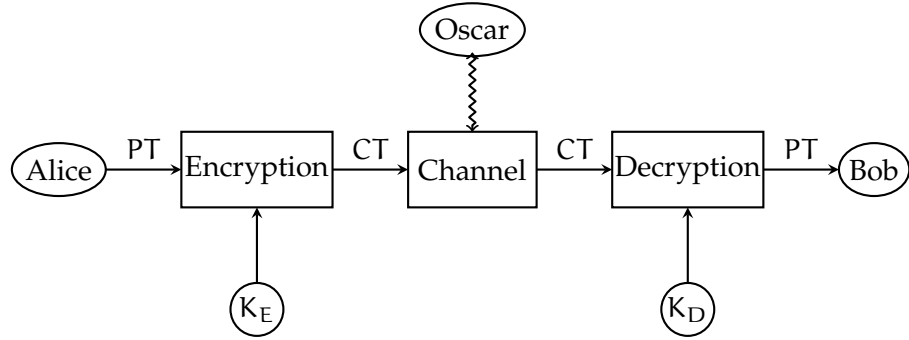 Oscar
Alice
PT
Encryption
CT
Channel
CT
Decryption
PT
Bob
K_E
K_D